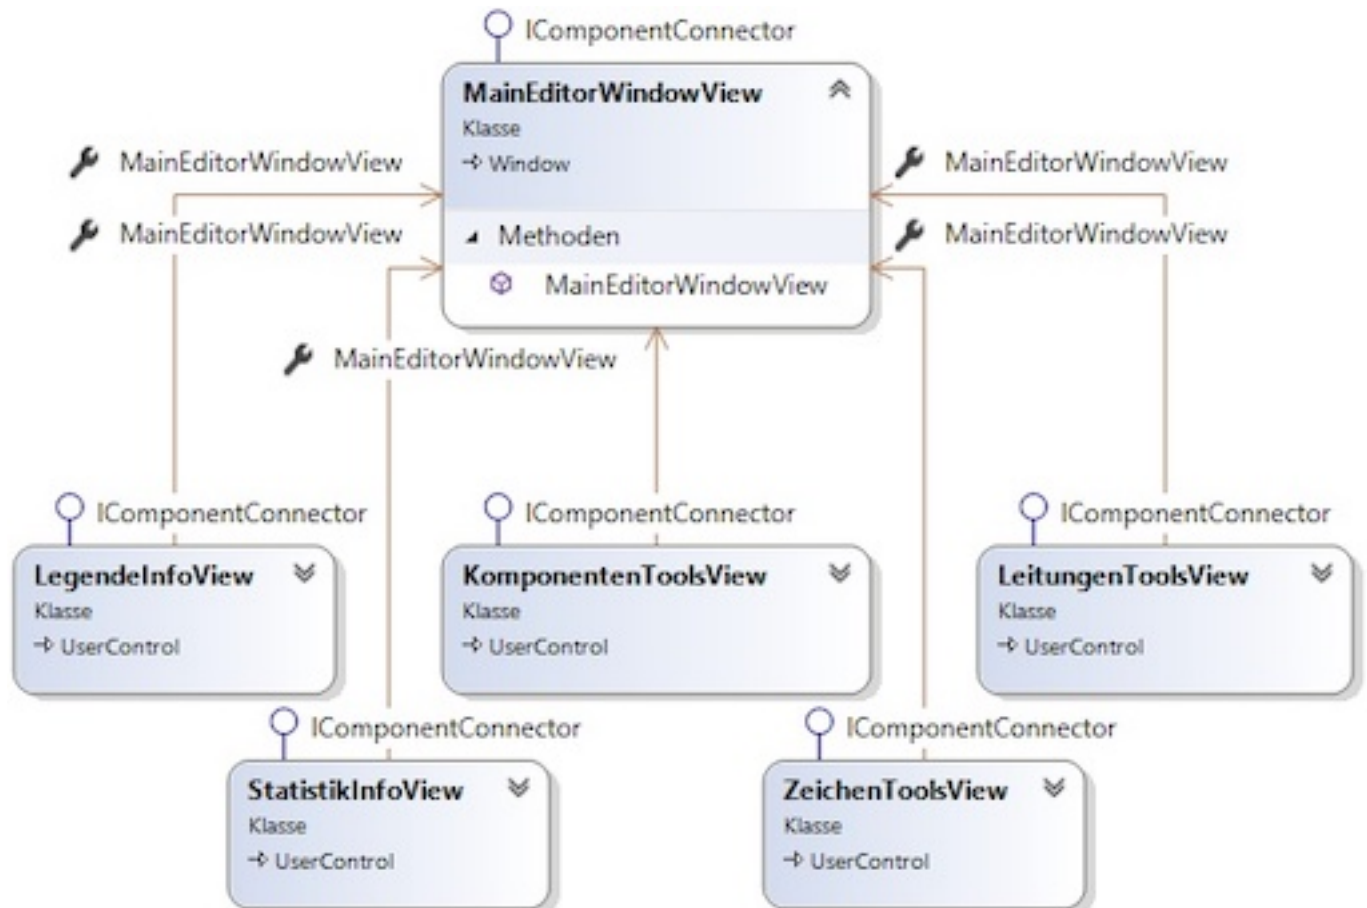 IComponentConnector
MainEditorWindowView
Klasse
Window
MainEditorWindowView
MainEditorWindowView
MainEditorWindowView
Methoden
MainEditorWindowView
MainEditorWindowView
MainEditorWindowView
IComponentConnector
IComponentConnector
IComponentConnector
LegendeInfoView
Klasse
UserControl
KomponentenToolsView
Klasse
UserControl
LeitungenToolsView
Klasse
UserControl
IComponentConnector
IComponentConnector
StatistikInfoView
Klasse
UserControl
ZeichenToolsView
Klasse
UserControl